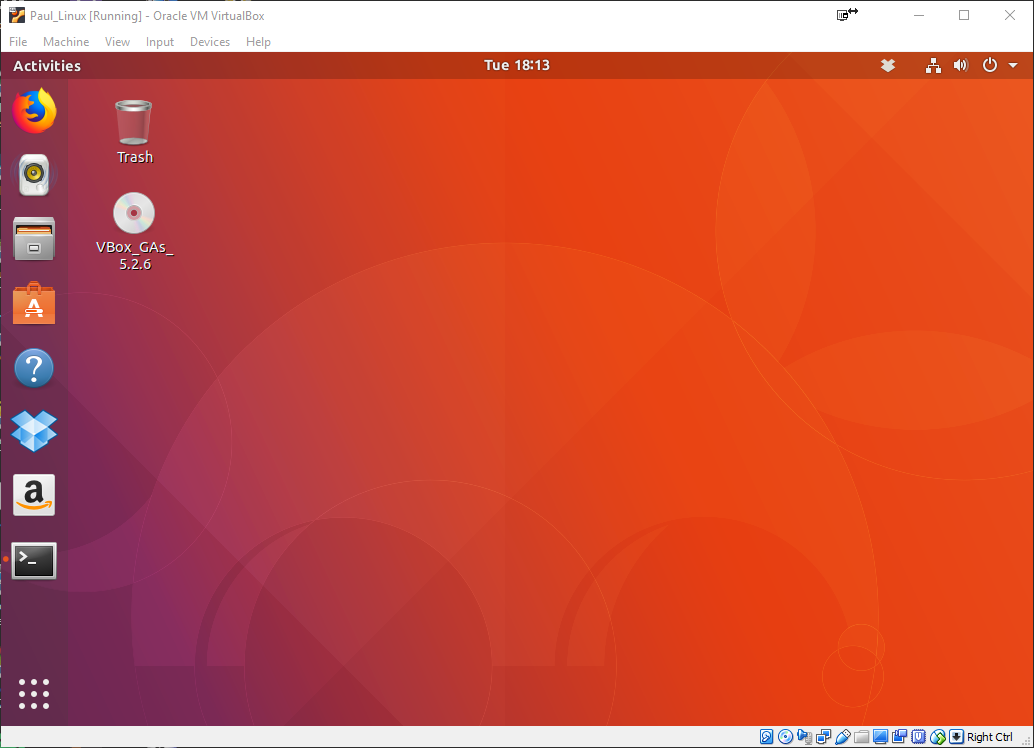 Paul_Linux [Running] - Oracle VM VirtualBox
File Machine View Input Devices Help
Activities Tue 18:13
Trash
VBox_GAs_
5.2.6
Right Ctrl